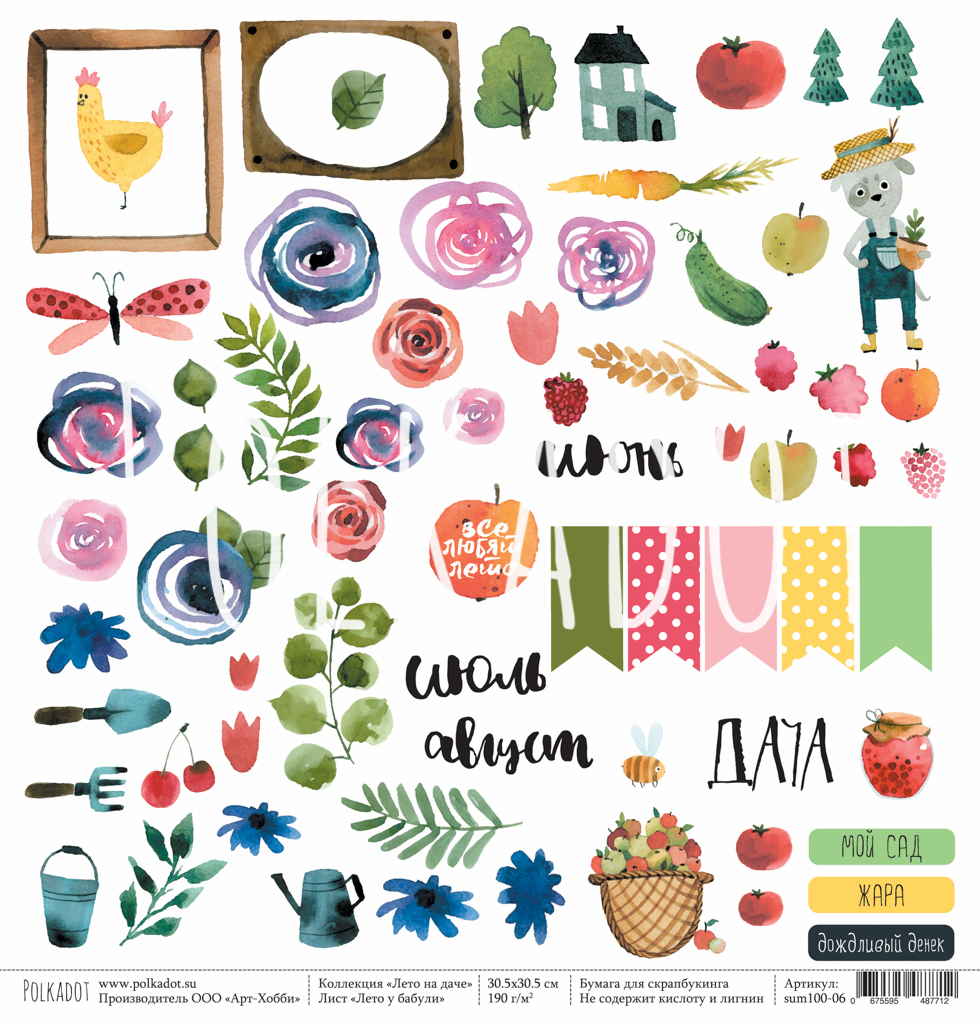 июнь
все
любят
лето
июль
август
ДАЧА
МОЙ САД
ЖАРА
дождливый денек
POLKADOT
www.polkadot.su
Производитель ООО «Арт-Хобби»
Коллекция «Лето на даче»
Лист «Лето у бабули»
30.5х30.5 см
190 г/м²
Бумага для скрапбукинга
Не содержит кислоту и лигнин
Артикул:
sum100-06
0 675595 487712